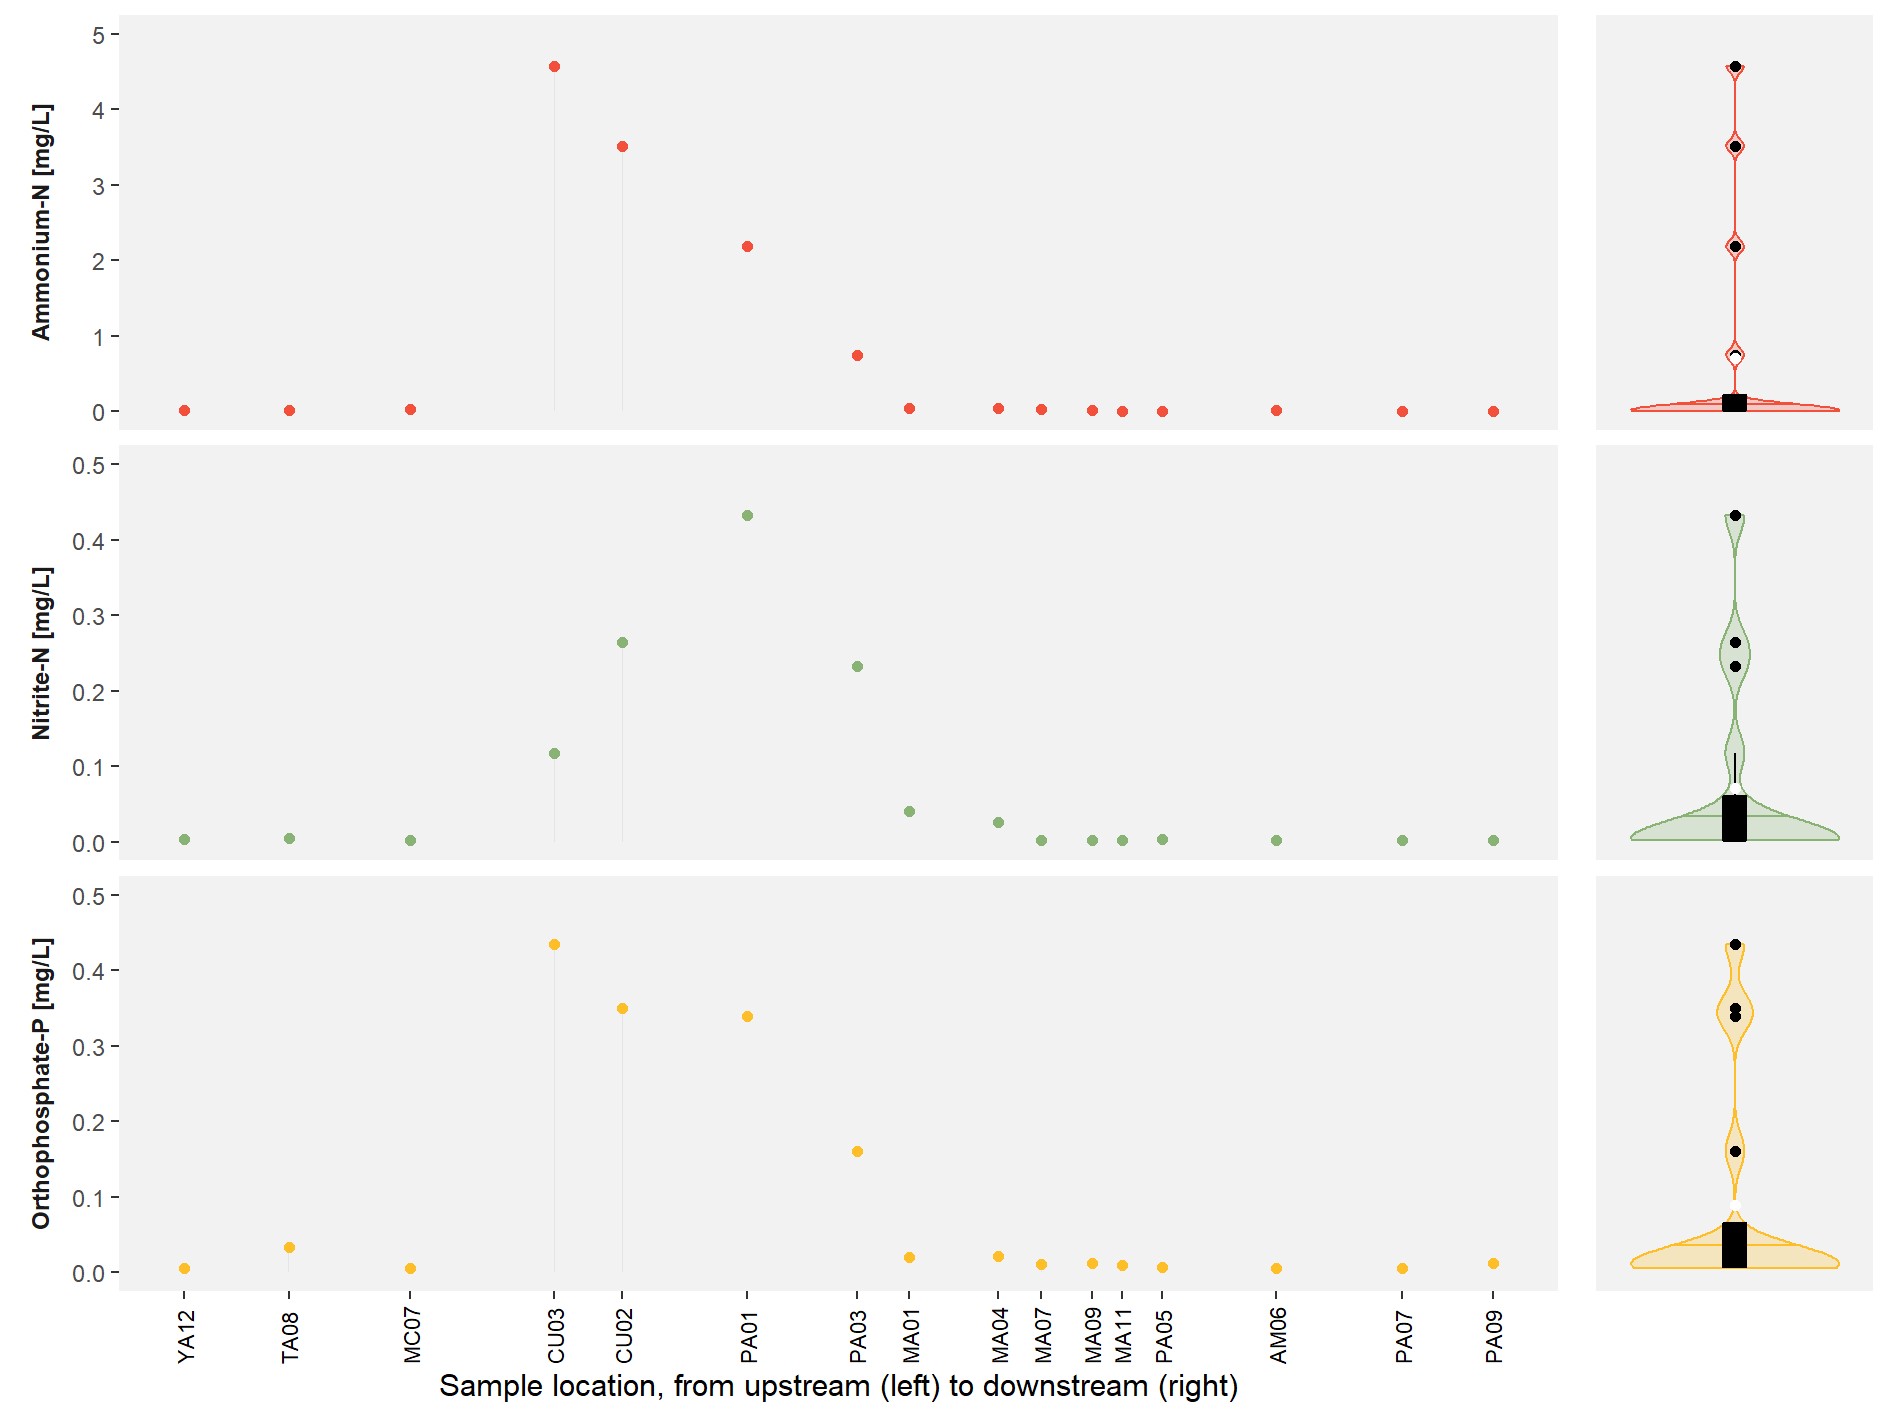 Ammonium-N [mg/L]
5
4
3
2
1
0
Nitrite-N [mg/L]
0.5
0.4
0.3
0.2
0.1
0.0
Orthophosphate-P [mg/L]
0.5
0.4
0.3
0.2
0.1
0.0
YA12
TA08
MC07
CU03
CU02
PA01
PA03
MA01
MA04
MA07
MA09
MA11
PA05
AM06
PA07
PA09
Sample location, from upstream (left) to downstream (right)